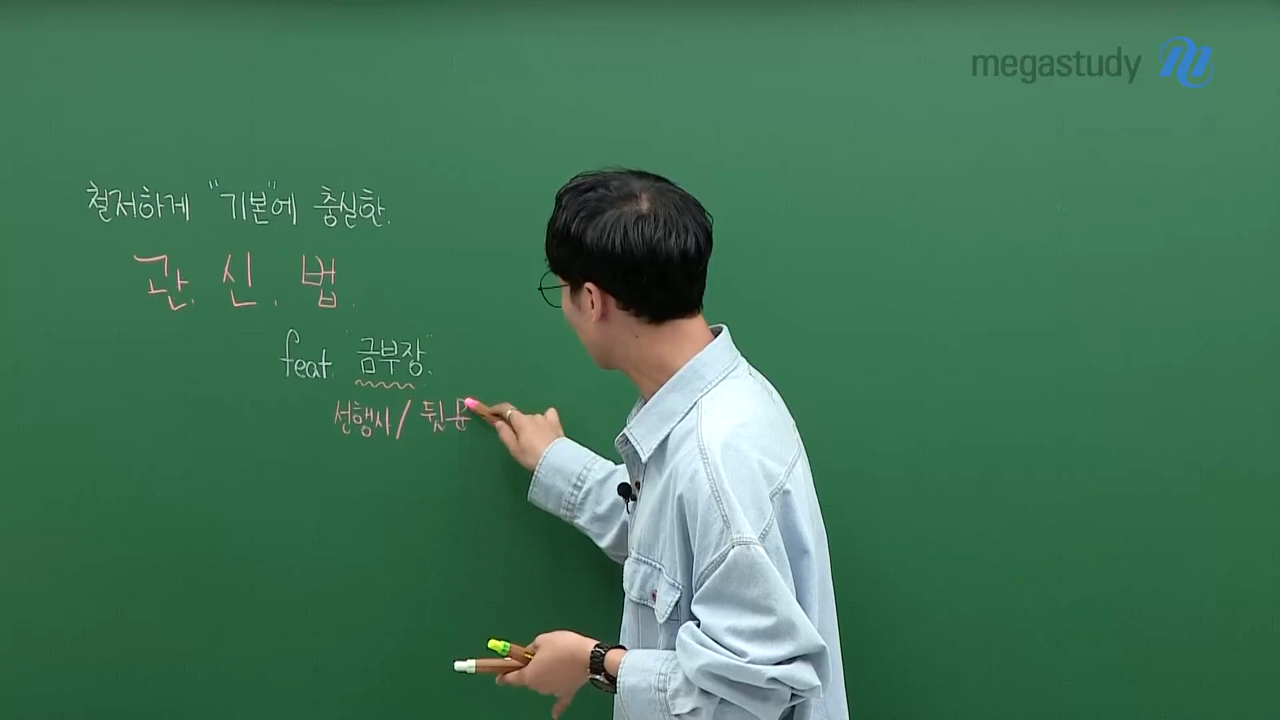 megastudy
철저하게 "기본"에 충실한.
관. 신. 법.
feat. "금부장".
선행사/ 뒷문